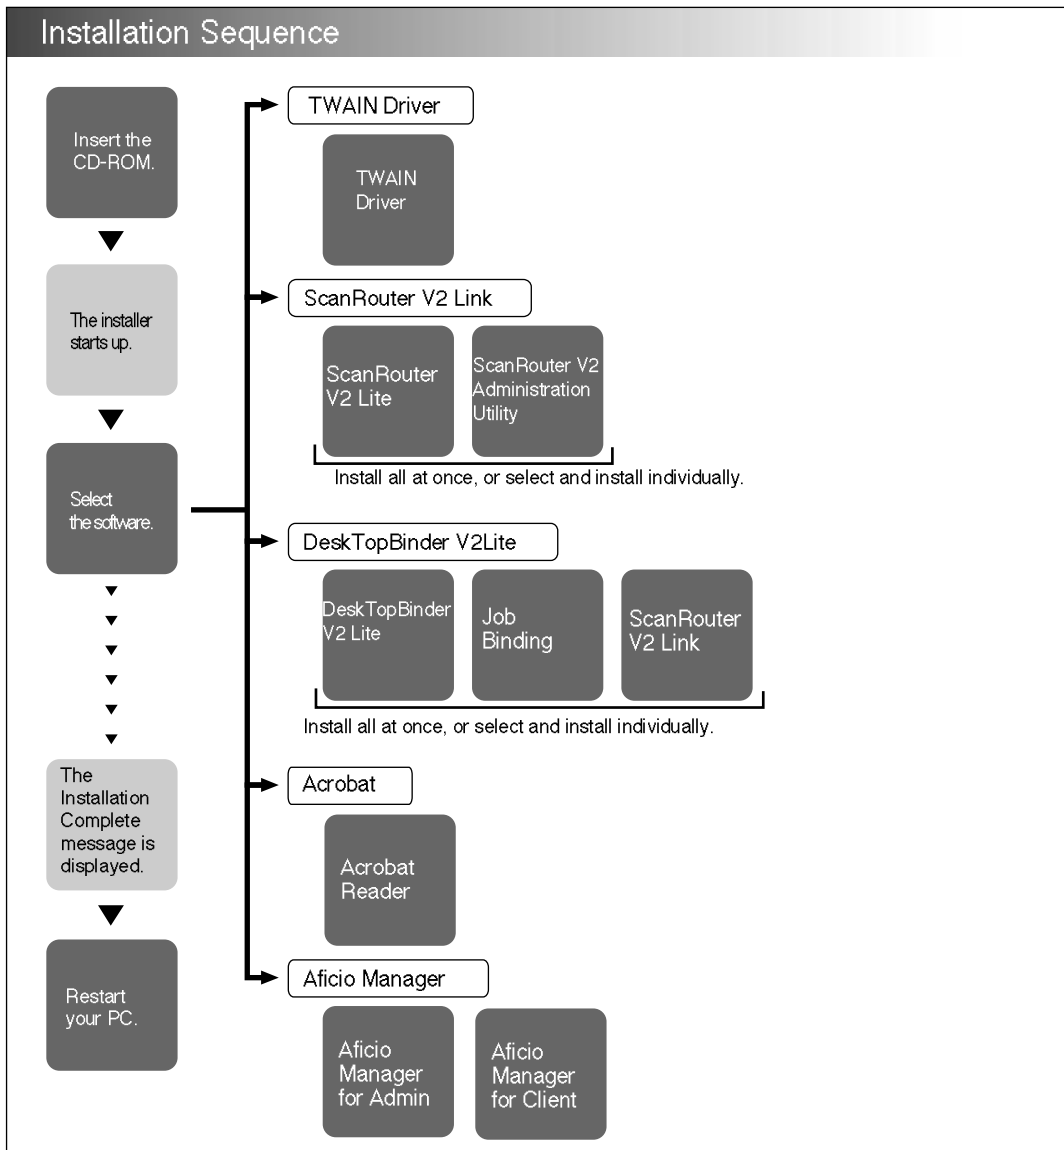 Installation Sequence
Insert the
CD-ROM.
The installer
starts up.
Select
the software.
The
Installation
Complete
message is
displayed.
Restart
your PC.
TWAIN Driver
TWAIN
Driver
ScanRouter V2 Link
ScanRouter
V2 Lite
ScanRouter V2
Administration
Utility
Install all at once, or select and install individually.
DeskTopBinder V2Lite
DeskTopBinder
V2 Lite
Job
Binding
ScanRouter
V2 Link
Install all at once, or select and install individually.
Acrobat
Acrobat
Reader
Aficio Manager
Aficio
Manager
for Admin
Aficio
Manager
for Client